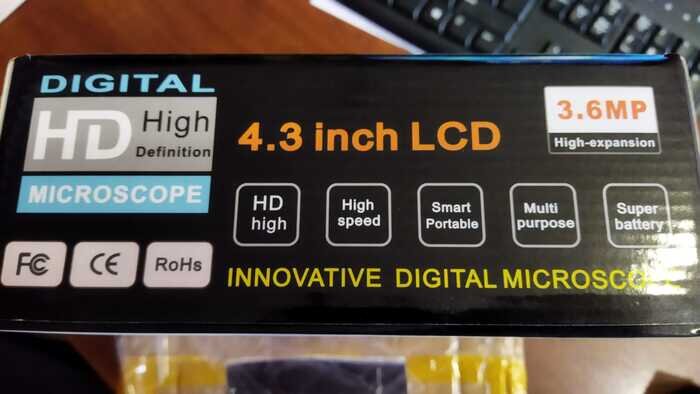 DIGITAL
HD High
Definition
MICROSCOPE
4.3 inch LCD
3.6MP
High-expansion
HD
high
High
speed
Smart
Portable
Multi
purpose
Super
battery
FC
CE
RoHs
INNOVATIVE DIGITAL